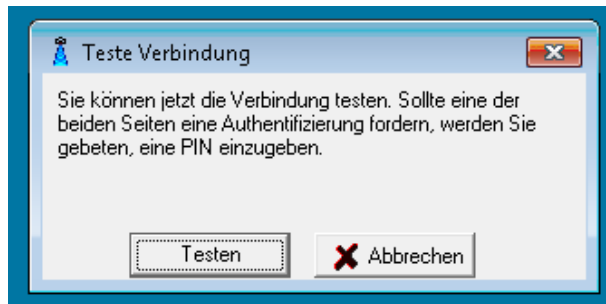 Teste Verbindung
Sie können jetzt die Verbindung testen. Sollte eine der
beiden Seiten eine Authentifizierung fordern, werden Sie
gebeten, eine PIN einzugeben.
Testen
Abbrechen